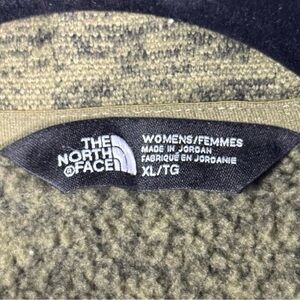 THE
NORTH
FACE
®
WOMENS/FEMMES
MADE IN JORDAN
FABRIQUÉ EN JORDANIE
XL/TG